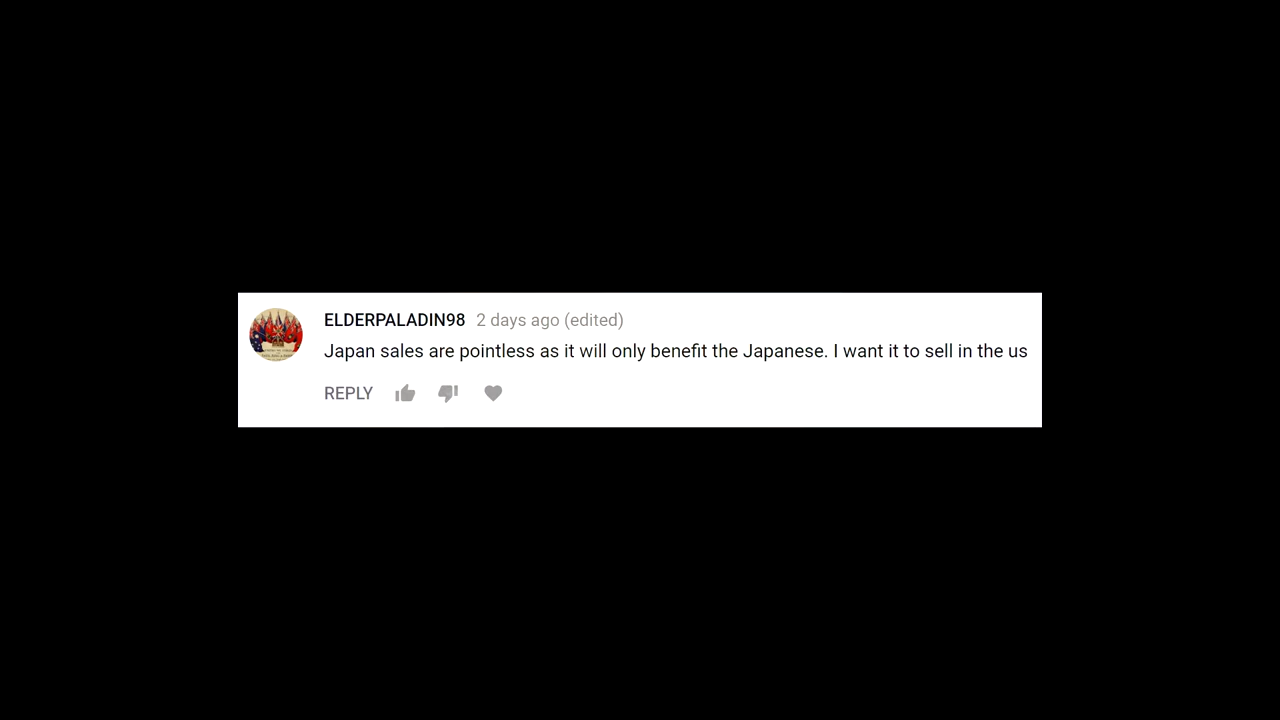 ELDERPALADIN98 2 days ago (edited)
Japan sales are pointless as it will only benefit the Japanese. I want it to sell in the us
REPLY